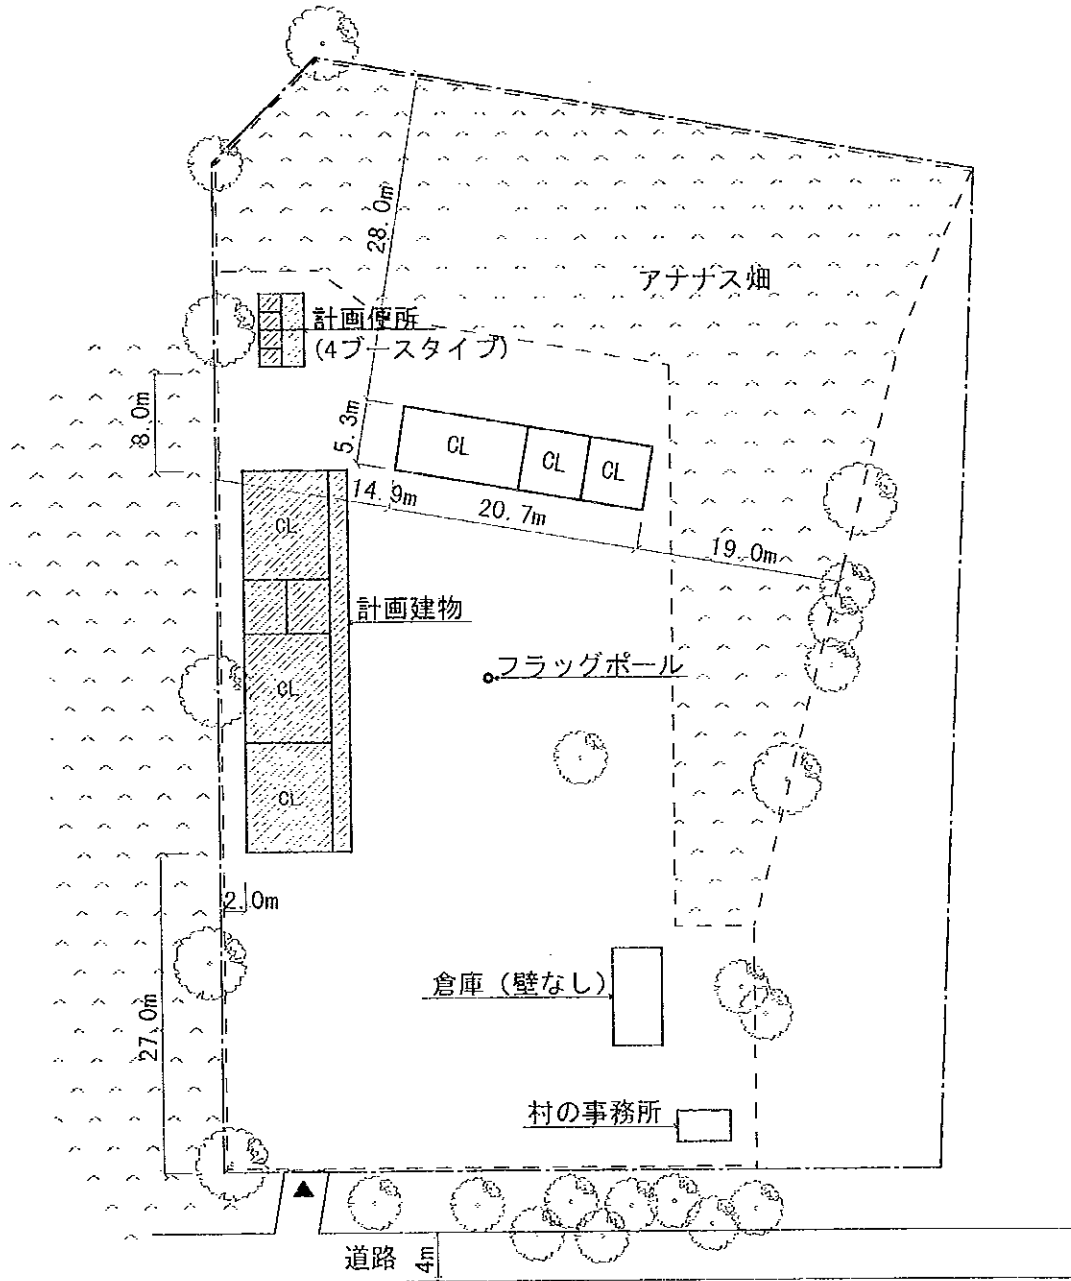 28.0m
アナナス畑
計画便所
(4ブースタイプ)
8.0m
5.3m
CL
CL
CL
14.9m
20.7m
19.0m
CL
計画建物
フラッグポール
CL
CL
2.0m
倉庫（壁なし）
27.0m
村の事務所
道路
4m